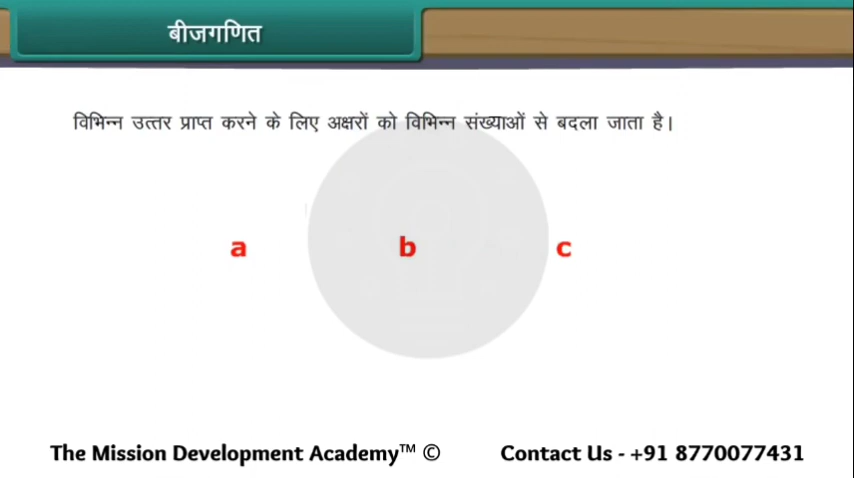 बीजगणित
विभिन्न उत्तर प्राप्त करने के लिए अक्षरों को विभिन्न संख्याओं से बदला जाता है।
a b c
The Mission Development Academy™ © Contact Us - +91 8770077431